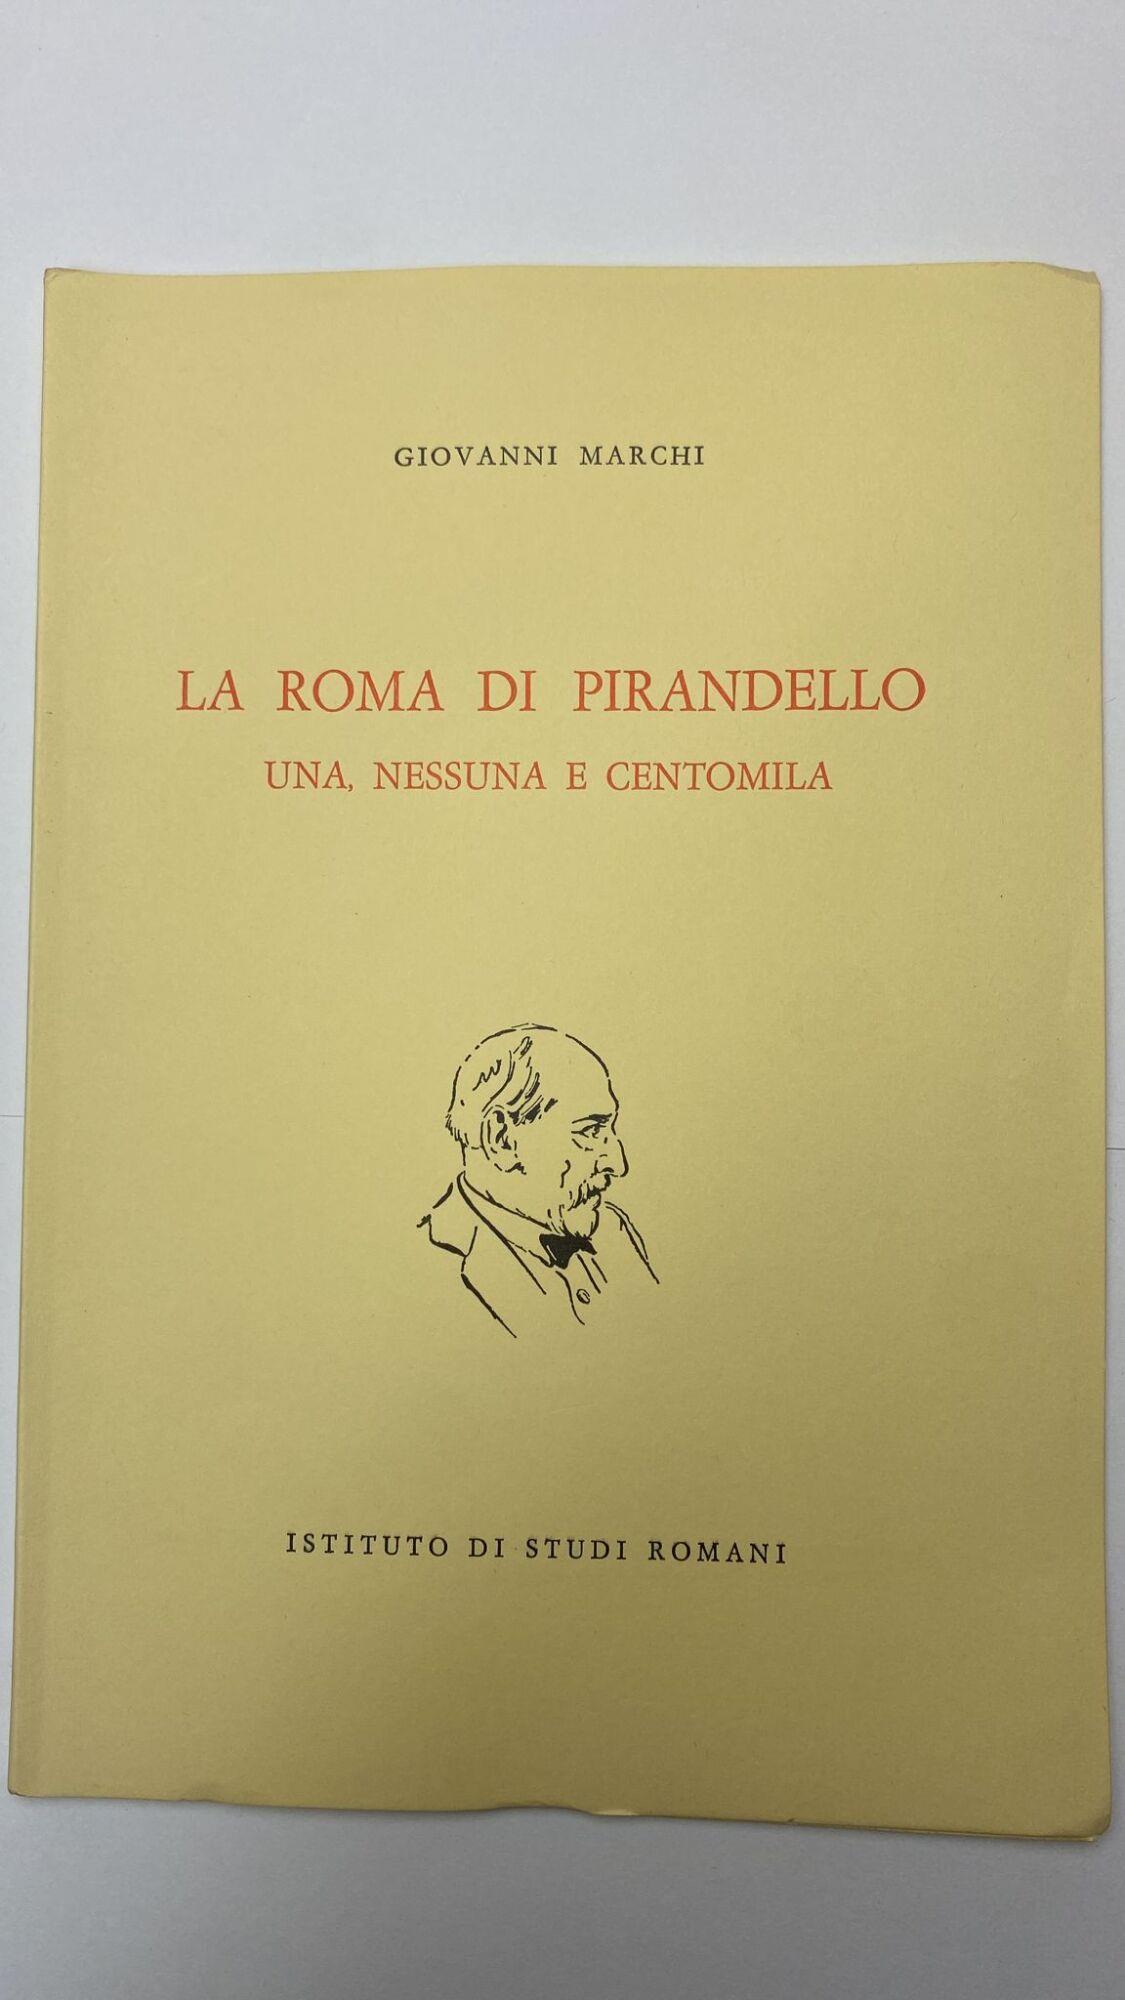 GIOVANNI MARCHI
LA ROMA DI PIRANDELLO
UNA, NESSUNA E CENTOMILA
ISTITUTO DI STUDI ROMANI